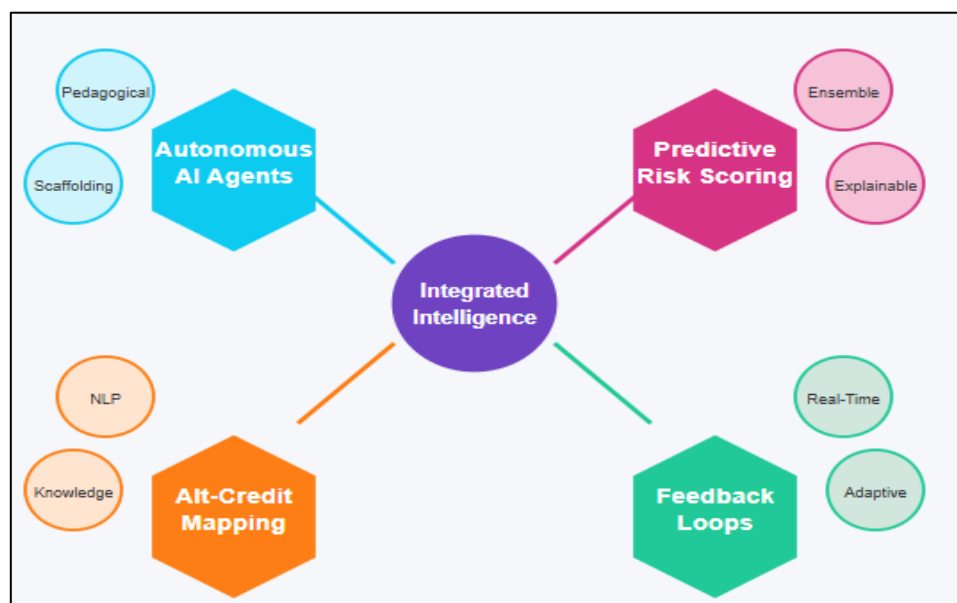 Pedagogical
Scaffolding
Autonomous
AI Agents
Predictive
Risk Scoring
Ensemble
Explainable
Integrated
Intelligence
NLP
Knowledge
Alt-Credit
Mapping
Feedback
Loops
Real-Time
Adaptive